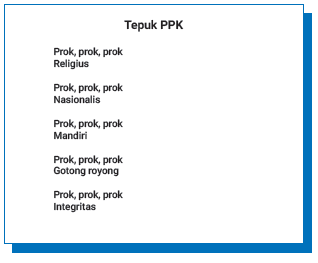 Tepuk PPK
Prok, prok, prok
Religius
Prok, prok, prok
Nasionalis
Prok, prok, prok
Mandiri
Prok, prok, prok
Gotong royong
Prok, prok, prok
Integritas